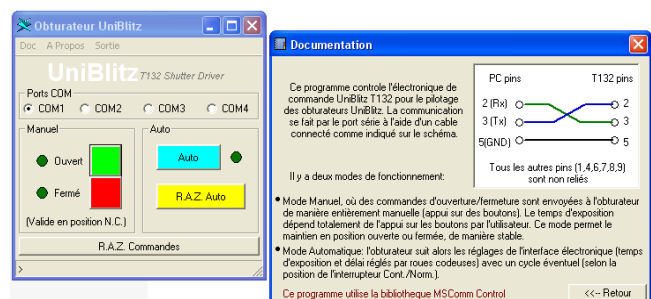 Obturateur UniBlitz
Doc A Propos Sortie
UniBlitz T132 Shutter Driver
Ports COM
COM1 COM2 COM3 COM4
Manuel
Ouvert
Fermé
(Valide en position N.C.)
Auto
Auto
R.A.Z. Auto
R.A.Z. Commandes
>
Documentation
Ce programme controle l'électronique de
commande UniBlitz T132 pour le pilotage
des obturateurs UniBlitz. La communication
se fait par le port série à l'aide d'un cable
connecté comme indiqué sur le schéma.
Il y a deux modes de fonctionnement:
PC pins T132 pins
2 (Rx) 2
3 (Tx) 3
5(GND) 5
Tous les autres pins (1,4,6,7,8,9)
sont non reliés
• Mode Manuel, où des commandes d'ouverture/fermeture sont envoyées à l'obturateur
de manière entièrement manuelle (appui sur des boutons). Le temps d'exposition
dépend totalement de l'appui sur les boutons par l'utilisateur. Ce mode permet le
maintien en position ouverte ou fermée, de manière stable.
• Mode Automatique: l'obturateur suit alors les réglages de l'interface électronique (temps
d'exposition et délai réglés par roues codeuses) avec un cycle éventuel (selon la
position de l'interrupteur Cont./Norm.).
Ce programme utilise la bibliotheque MSComm Control
<<-- Retour